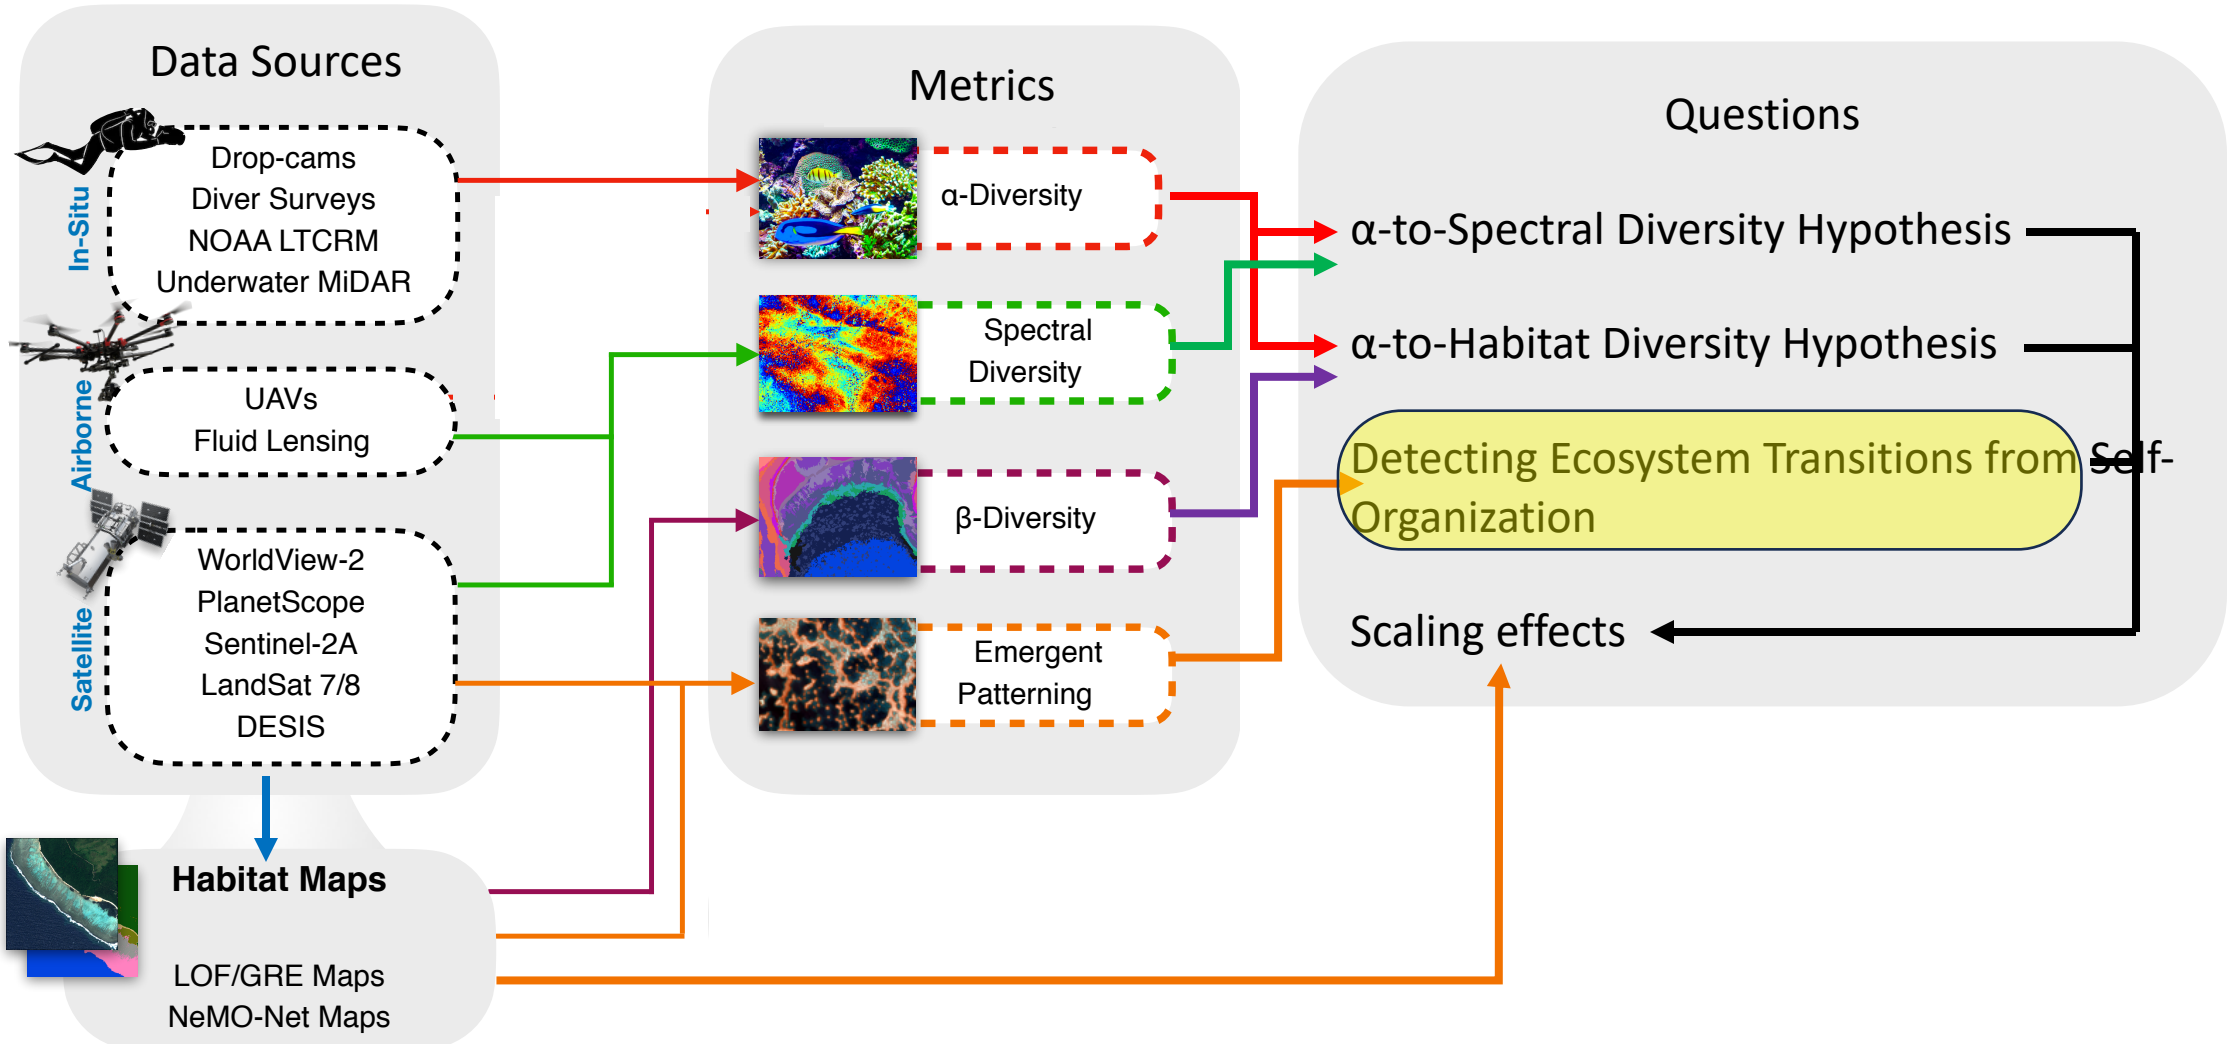 Data Sources
In-Situ
Drop-cams
Diver Surveys
NOAA LTCRM
Underwater MiDAR
Airborne
UAVs
Fluid Lensing
Satellite
WorldView-2
PlanetScope
Sentinel-2A
LandSat 7/8
DESIS
Habitat Maps
LOF/GRE Maps
NeMO-Net Maps
Metrics
α-Diversity
Spectral
Diversity
β-Diversity
Emergent
Patterning
Questions
α-to-Spectral Diversity Hypothesis
α-to-Habitat Diversity Hypothesis
Detecting Ecosystem Transitions from Self-
Organization
Scaling effects